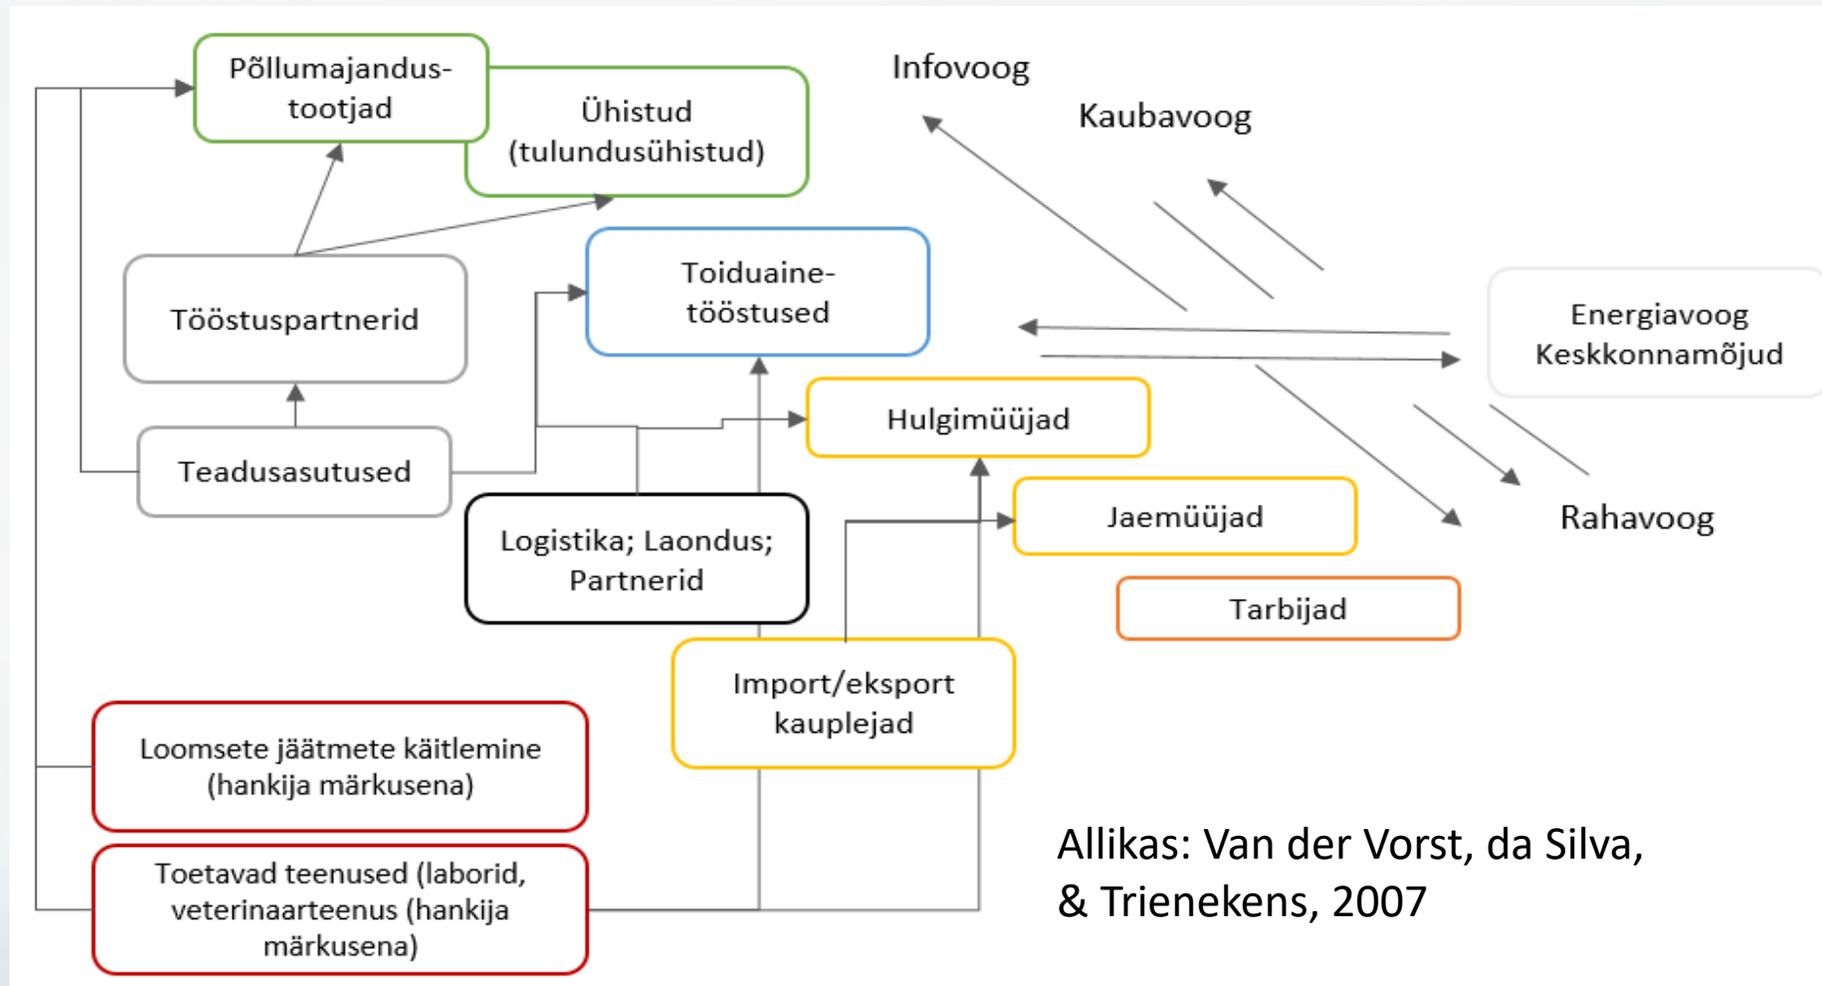 Põllumajandus-
tootjad
Ühistud
(tulundusühistud)
Infovoog
Kaubavoog
Tööstuspartnerid
Toiduaine-
tööstused
Energiavoog
Keskkonnamõjud
Hulgimüüjad
Teadusasutused
Jaemüüjad
Rahavoog
Logistika; Laondus;
Partnerid
Tarbijad
Import/eksport
kauplejad
Loomsete jäätmete käitlemine
(hankija märkusena)
Toetavad teenused (laborid,
veterinaarteenus (hankija
märkusena)
Allikas: Van der Vorst, da Silva,
& Trienekens, 2007